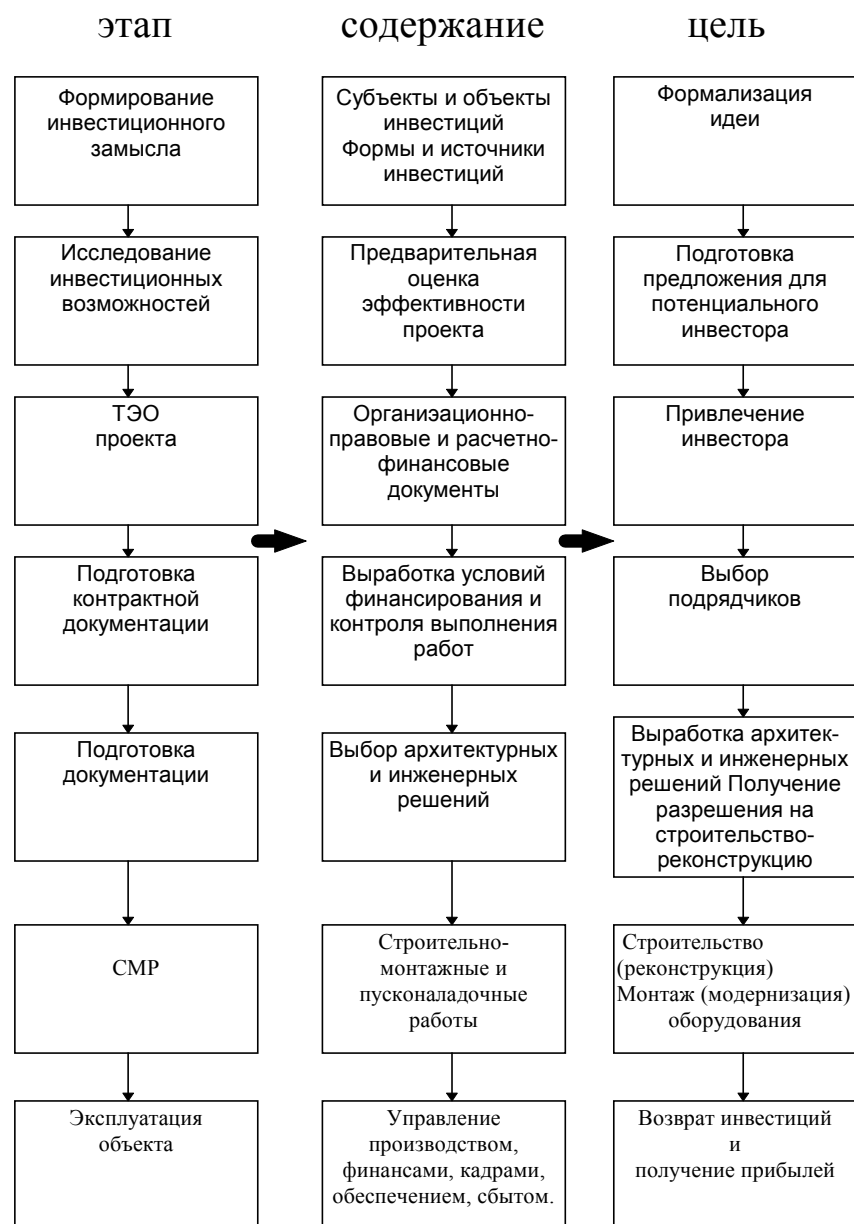 этап содержание цель
Формирование
инвестиционного
замысла
Субъекты и объекты
инвестиций
Формы и источники
инвестиций
Формализация
идеи
Исследование
инвестиционных
возможностей
Предварительная
оценка
эффективности
проекта
Подготовка
предложения для
потенциального
инвестора
ТЭО
проекта
Органиэационно-
правовые и расчетно-
финансовые
документы
Привлечение
инвестора
Подготовка
контрактной
документации
Выработка условий
финансирования и
контроля выполнения
работ
Выбор
подрядчиков
Подготовка
документации
Выбор архитектурных
и инженерных
решений
Выработка архитек-
турных и инженерных
решений Получение
разрешения на
строительство-
реконструкцию
СМР
Строительно-
монтажные и
пусконаладочные
работы
Строительство
(реконструкция)
Монтаж (модернизация)
оборудования
Эксплуатация
объекта
Управление
производством,
финансами, кадрами,
обеспечением, сбытом.
Возврат инвестиций
и
получение прибылей